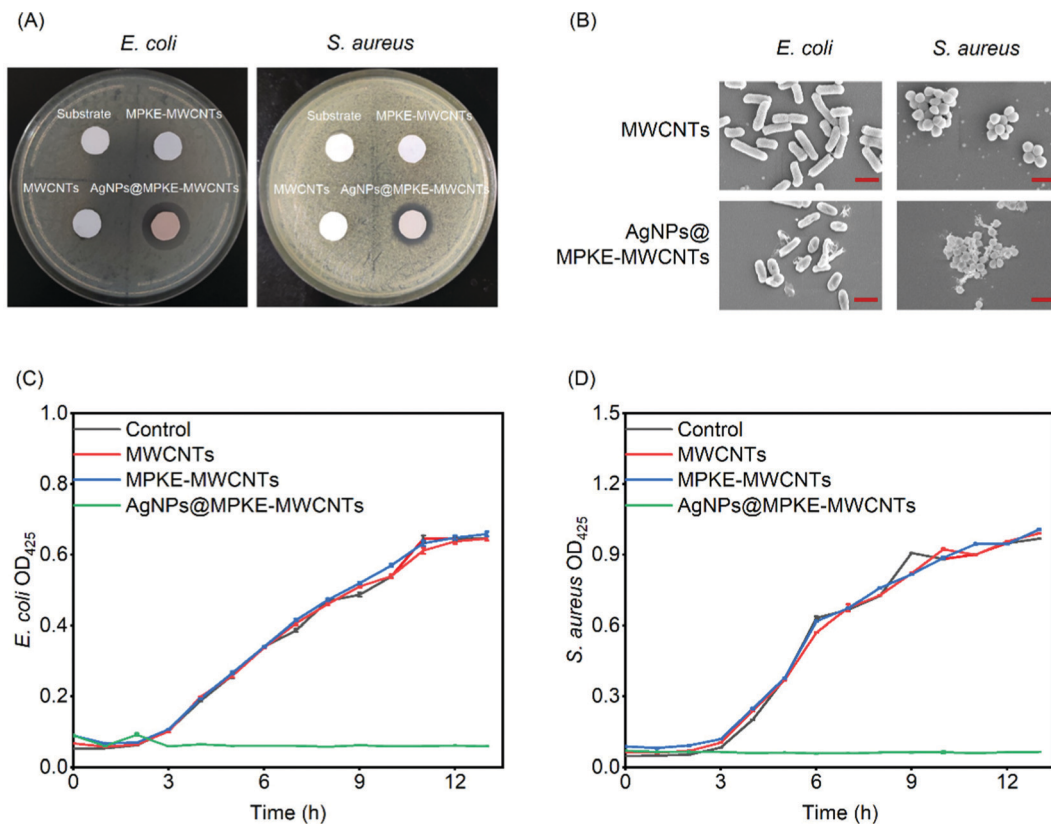 (A)
E. coli
S. aureus
Substrate
MPKE-MWCNTs
MWCNTs
AgNPs@MPKE-MWCNTs
Substrate
MPKE-MWCNTs
MWCNTs
AgNPs@MPKE-MWCNTs
(B)
E. coli
S. aureus
MWCNTs
AgNPs@
MPKE-MWCNTs
(C)
1.0
0.8
0.6
0.4
0.2
0.0
E. coli OD425
Control
MWCNTs
MPKE-MWCNTs
AgNPs@MPKE-MWCNTs
0 3 6 9 12
Time (h)
(D)
1.5
1.2
0.9
0.6
0.3
0.0
S. aureus OD425
Control
MWCNTs
MPKE-MWCNTs
AgNPs@MPKE-MWCNTs
0 3 6 9 12
Time (h)